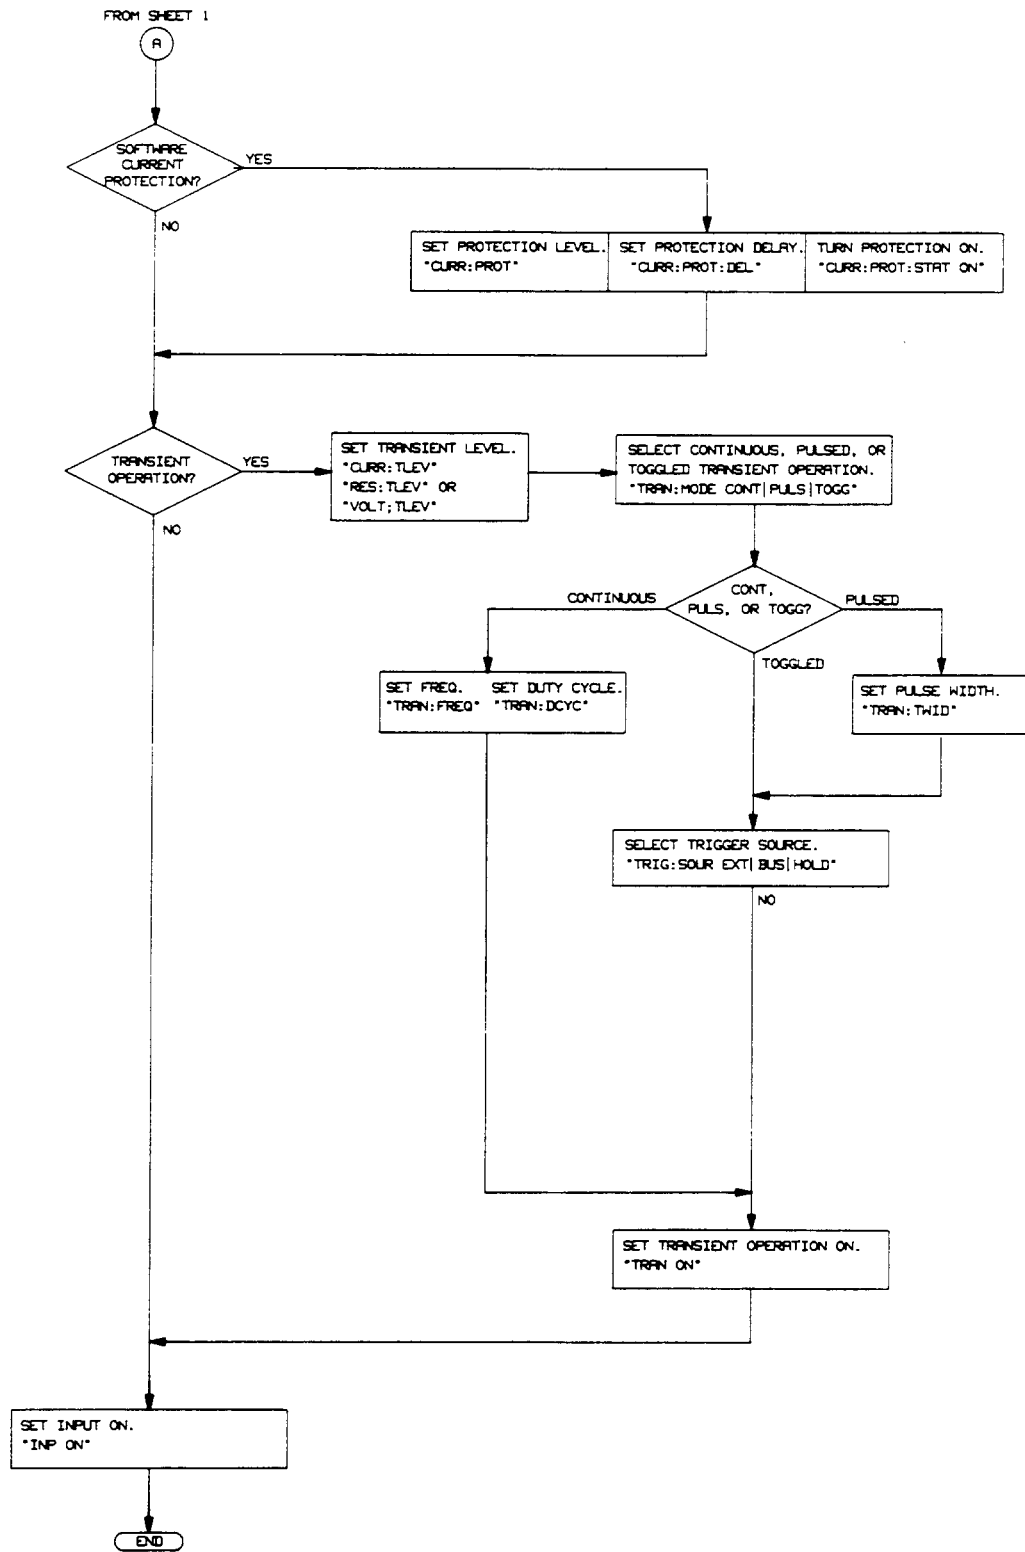 FROM SHEET 1
A
SOFTWARE
CURRENT
PROTECTION?
YES
NO
SET PROTECTION LEVEL.
"CURR:PROT"
SET PROTECTION DELAY.
"CURR:PROT:DEL"
TURN PROTECTION ON.
"CURR:PROT:STAT ON"
TRANSIENT
OPERATION?
YES
NO
SET TRANSIENT LEVEL.
"CURR:TLEV"
"RES:TLEV" OR
"VOLT;TLEV"
SELECT CONTINUOUS, PULSED, OR
TOGGLED TRANSIENT OPERATION.
"TRAN:MODE CONT|PULS|TOGG"
CONT,
PULS, OR TOGG?
CONTINUOUS
PULSED
TOGGLED
SET FREQ.
"TRAN:FREQ"
SET DUTY CYCLE.
"TRAN:DCYC"
SET PULSE WIDTH.
"TRAN:TWID"
SELECT TRIGGER SOURCE.
"TRIG:SOUR EXT|BUS|HOLD"
NO
SET TRANSIENT OPERATION ON.
"TRAN ON"
SET INPUT ON.
"INP ON"
END